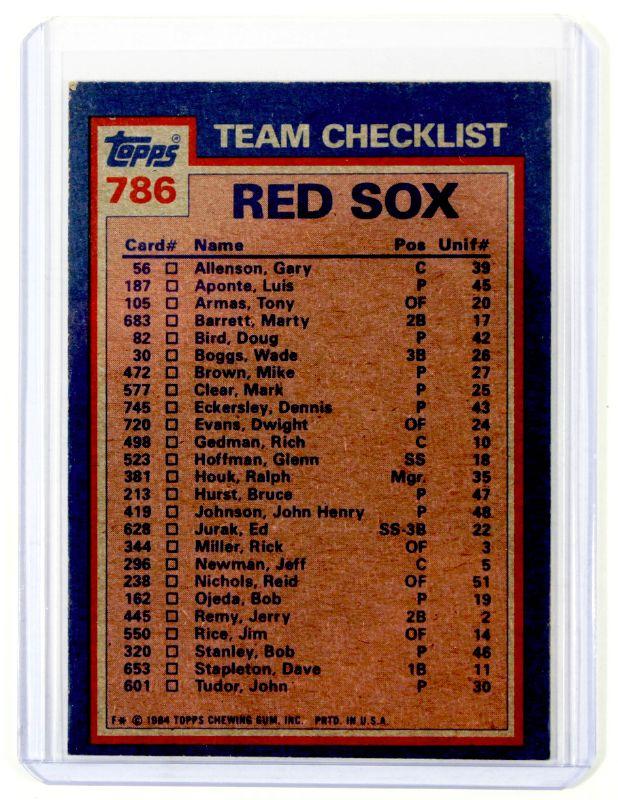 TEAM CHECKLIST
Topps®
786
RED SOX
Card# Name Pos Unif#
56 Allenson, Gary C 39
187 Aponte, Luis P 45
105 Armas, Tony OF 20
683 Barrett, Marty 2B 17
82 Bird, Doug P 42
30 Boggs, Wade 3B 26
472 Brown, Mike P 27
577 Clear, Mark P 25
745 Eckersley, Dennis P 43
720 Evans, Dwight OF 24
498 Gedman, Rich C 10
523 Hoffman, Glenn SS 18
381 Houk, Ralph Mgr. 35
213 Hurst, Bruce P 47
419 Johnson, John Henry P 48
628 Jurak, Ed SS-3B 22
344 Miller, Rick OF 3
296 Newman, Jeff C 5
238 Nichols, Reid OF 51
162 Ojeda, Bob P 19
445 Remy, Jerry 2B 2
550 Rice, Jim OF 14
320 Stanley, Bob P 46
653 Stapleton, Dave 1B 11
601 Tudor, John P 30
F* © 1984 TOPPS CHEWING GUM, INC. PRTD. IN U.S.A.